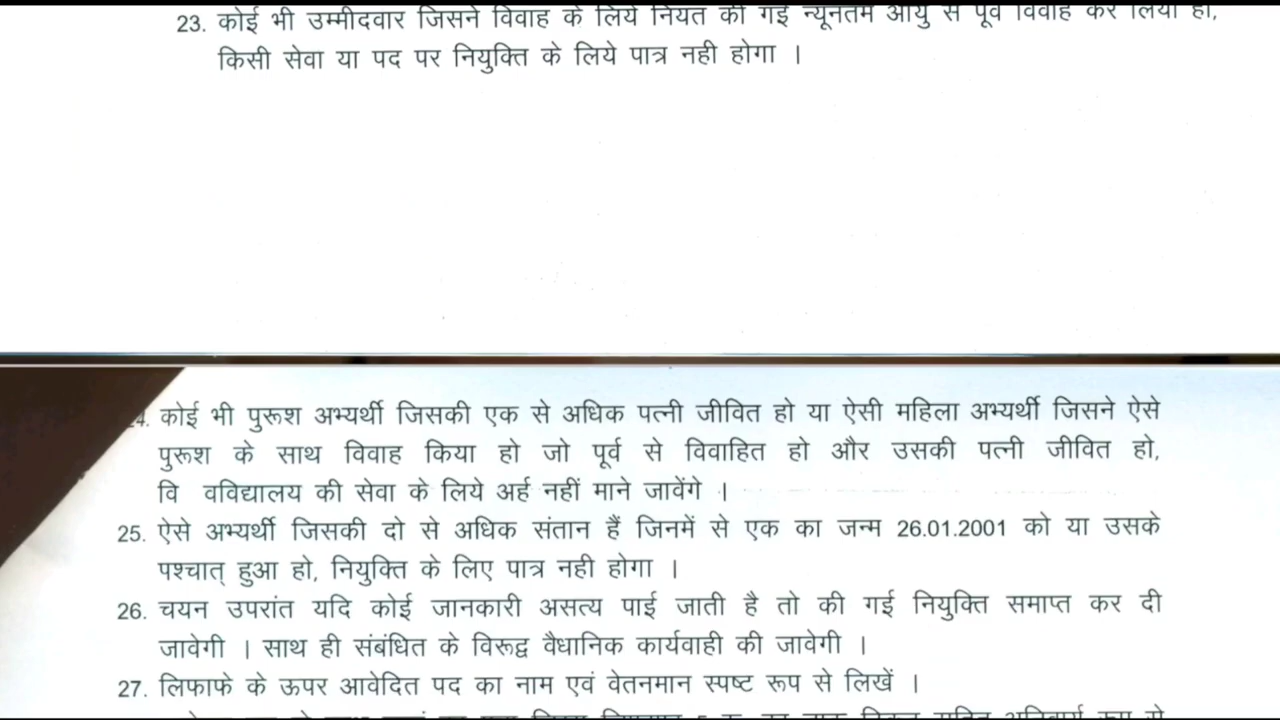 23. कोई भी उम्मीदवार जिसने विवाह के लिये नियत की गई न्यूनतम आयु से पूर्व विवाह कर लिया हो,
किसी सेवा या पद पर नियुक्ति के लिये पात्र नही होगा ।
24. कोई भी पुरूश अभ्यर्थी जिसकी एक से अधिक पत्नी जीवित हो या ऐसी महिला अभ्यर्थी जिसने ऐसे
पुरूश के साथ विवाह किया हो जो पूर्व से विवाहित हो और उसकी पत्नी जीवित हो,
वि वविद्यालय की सेवा के लिये अर्ह नहीं माने जावेंगे ।
25. ऐसे अभ्यर्थी जिसकी दो से अधिक संतान हैं जिनमें से एक का जन्म 26.01.2001 को या उसके
पश्चात् हुआ हो, नियुक्ति के लिए पात्र नही होगा ।
26. चयन उपरांत यदि कोई जानकारी असत्य पाई जाती है तो की गई नियुक्ति समाप्त कर दी
जावेगी । साथ ही संबंधित के विरूद्व वैधानिक कार्यवाही की जावेगी ।
27. लिफाफे के ऊपर आवेदित पद का नाम एवं वेतनमान स्पष्ट रूप से लिखें ।